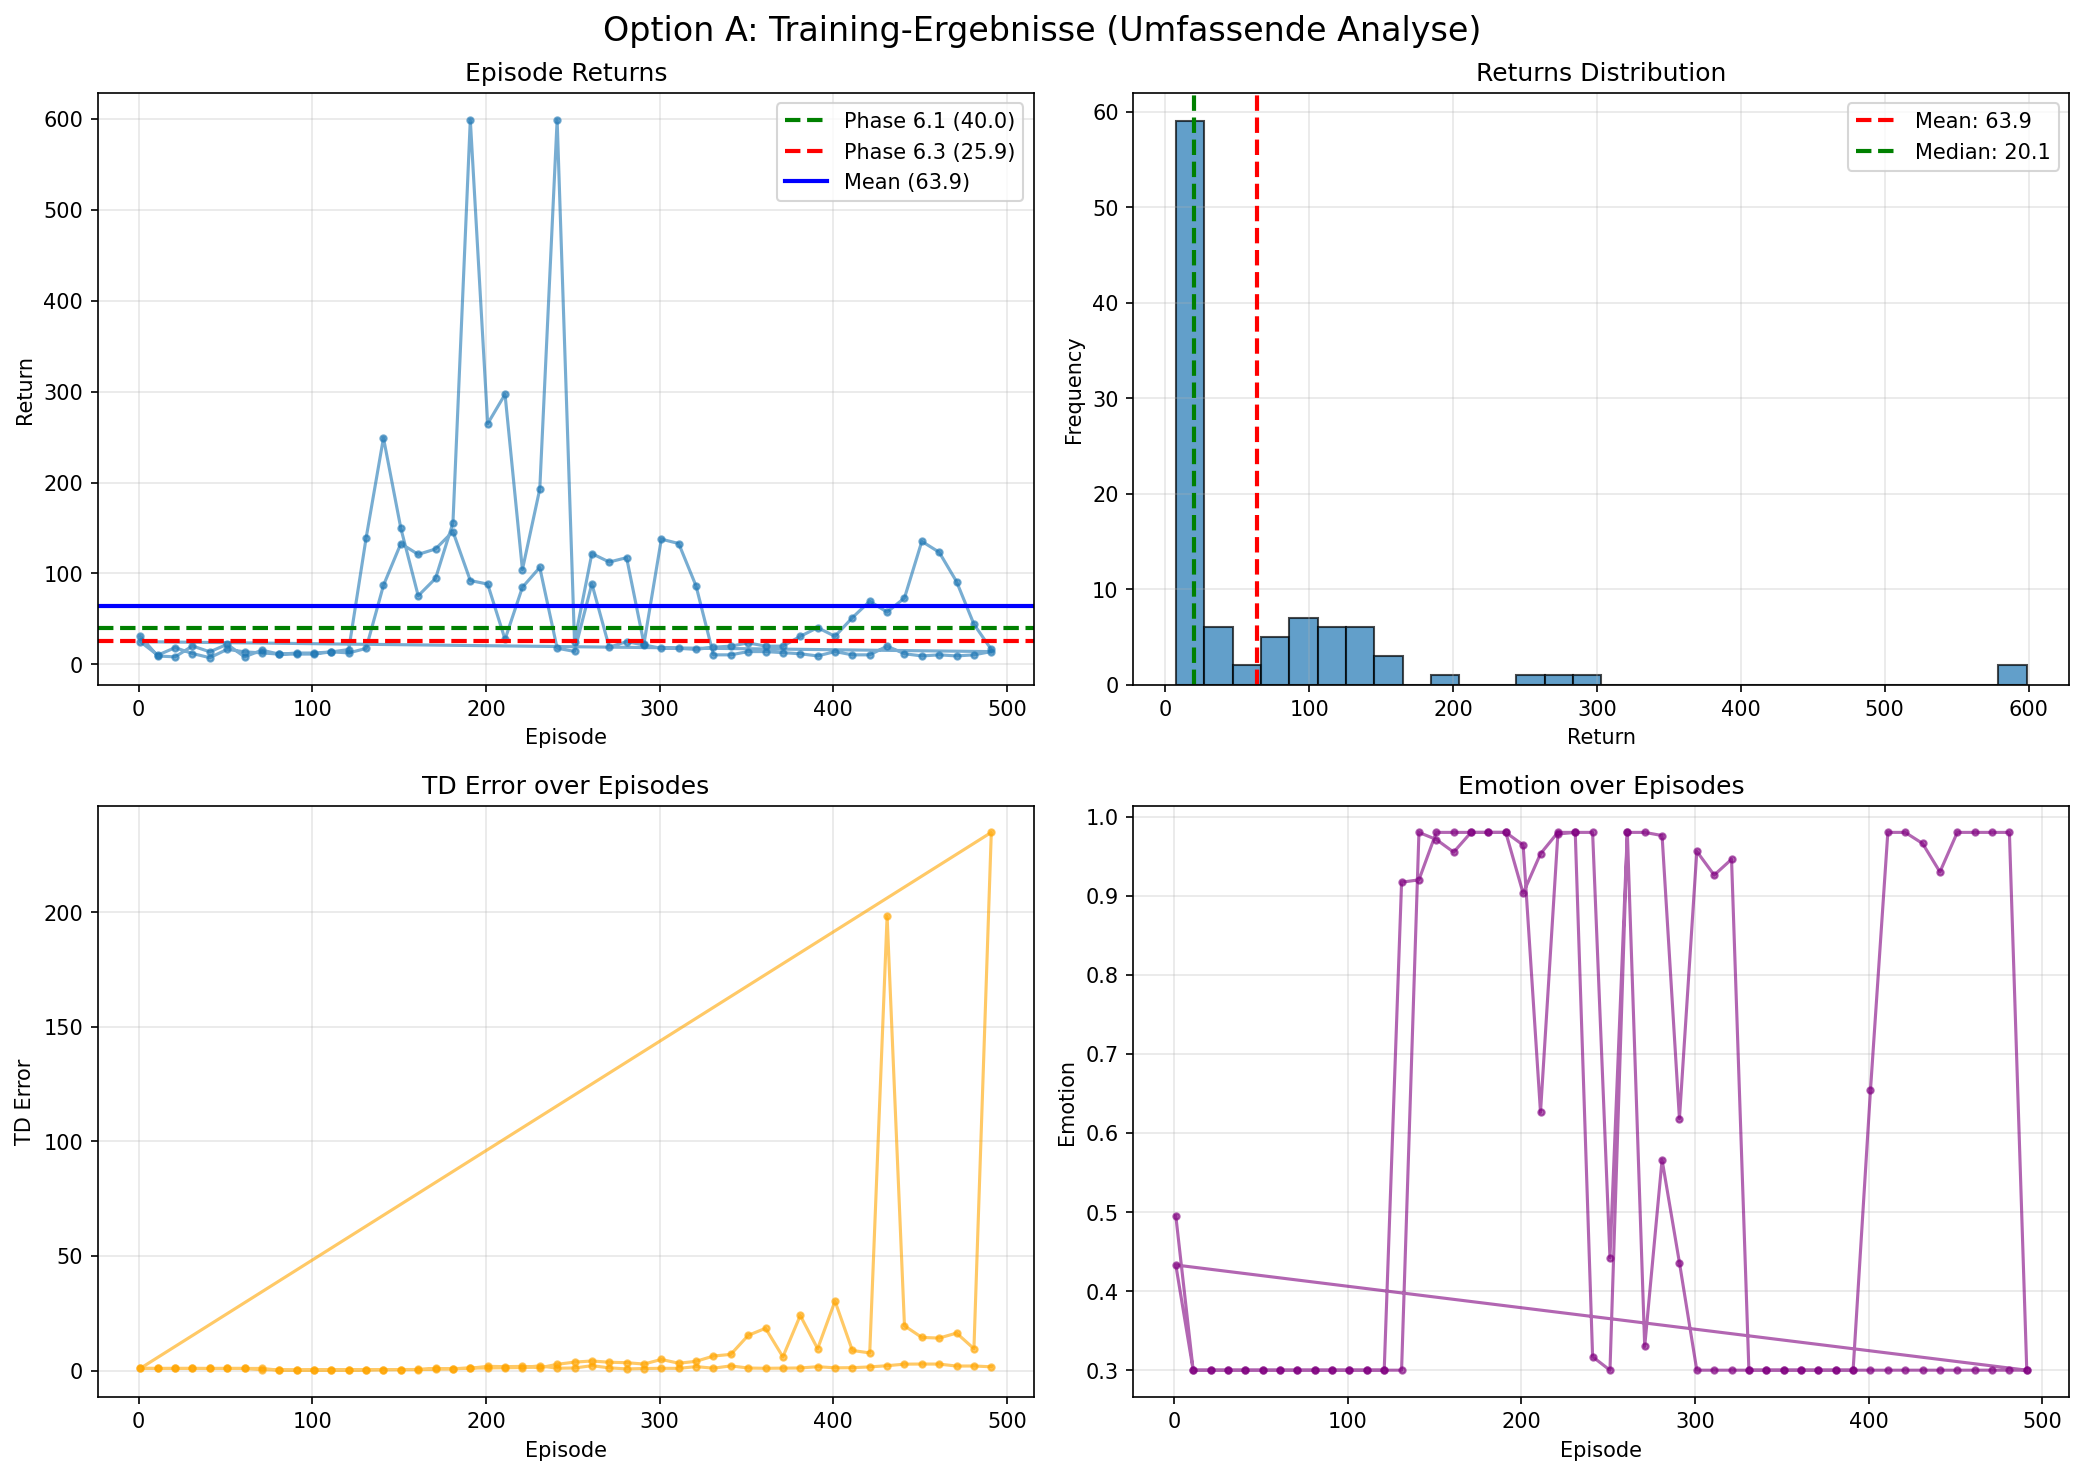 Option A: Training-Ergebnisse (Umfassende Analyse)
Episode Returns
Return
600
500
400
300
200
100
0
0 100 200 300 400 500
Episode
Phase 6.1 (40.0)
Phase 6.3 (25.9)
Mean (63.9)
Returns Distribution
Frequency
60
50
40
30
20
10
0
0 100 200 300 400 500 600
Return
Mean: 63.9
Median: 20.1
TD Error over Episodes
TD Error
200
150
100
50
0
0 100 200 300 400 500
Episode
Emotion over Episodes
Emotion
1.0
0.9
0.8
0.7
0.6
0.5
0.4
0.3
0 100 200 300 400 500
Episode